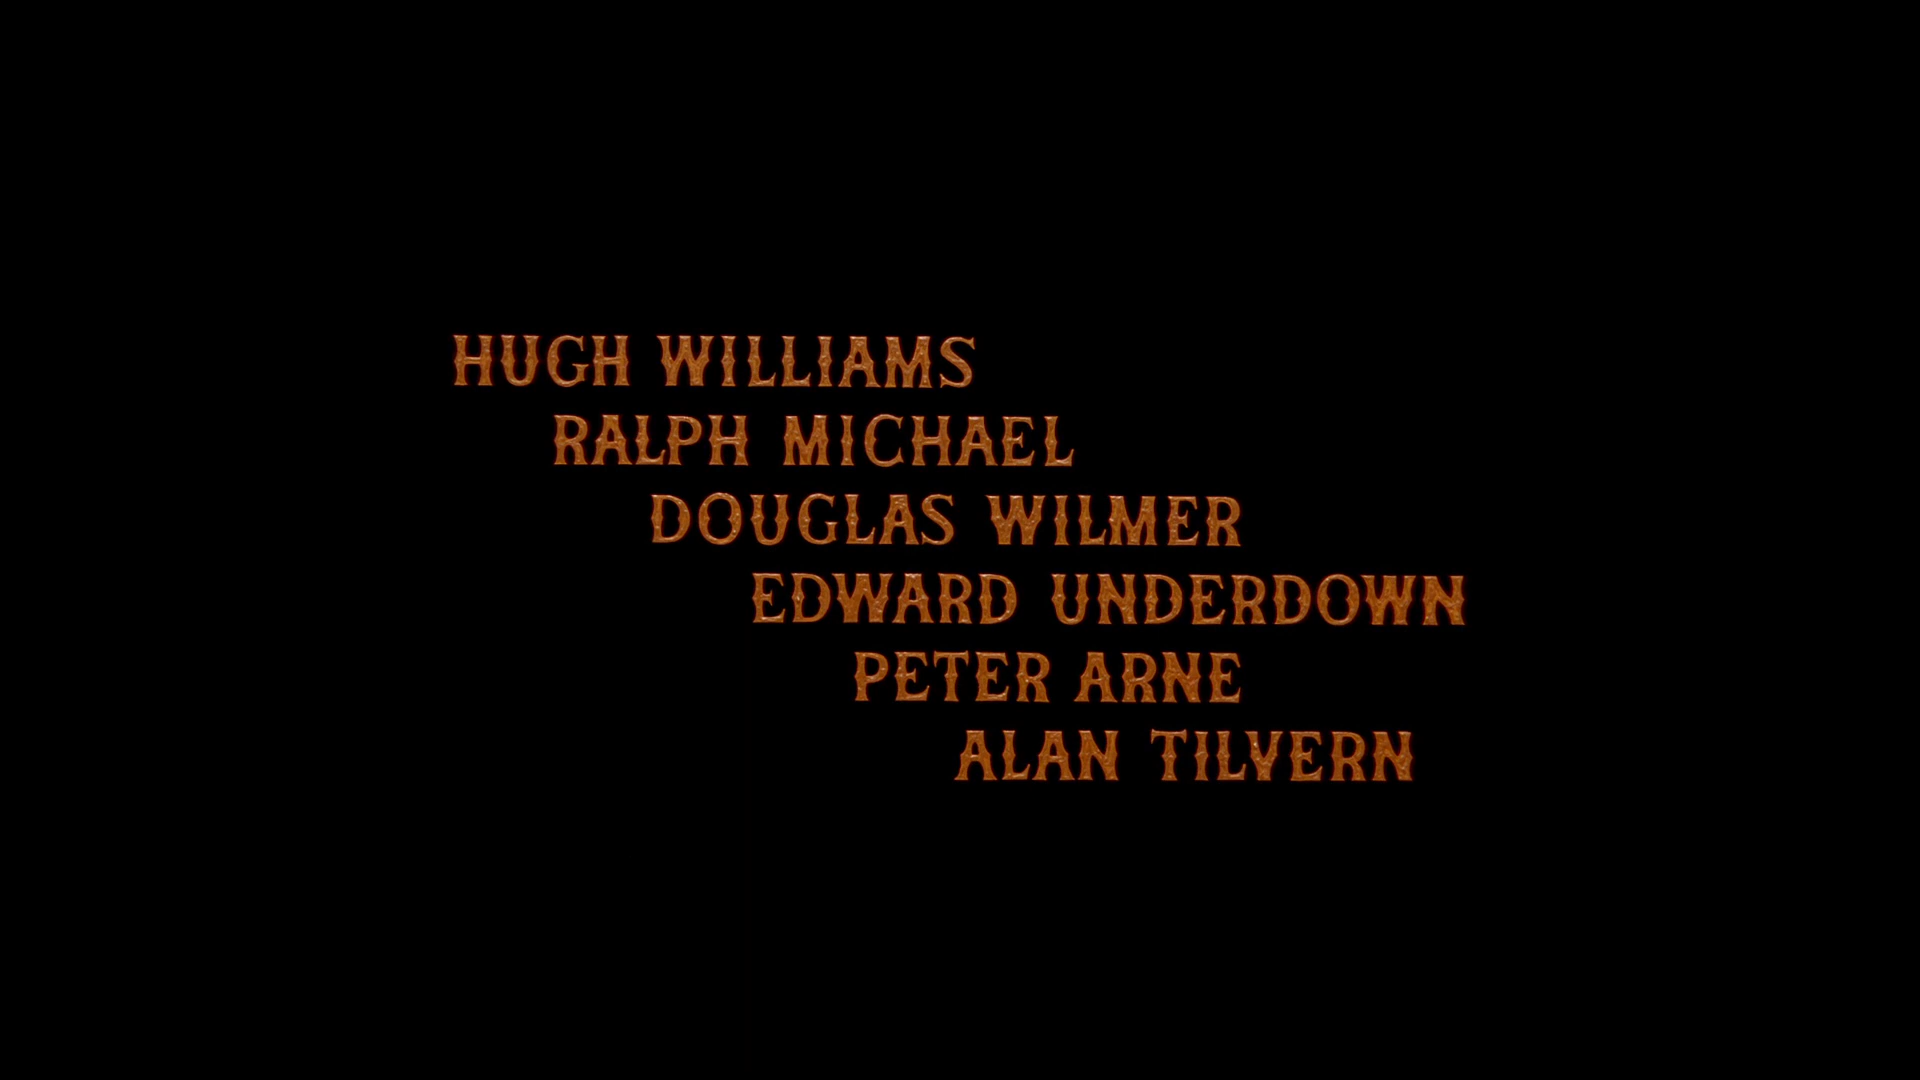 HUGH WILLIAMS
RALPH MICHAEL
DOUGLAS WILMER
EDWARD UNDERDOWN
PETER ARNE
ALAN TILVERN